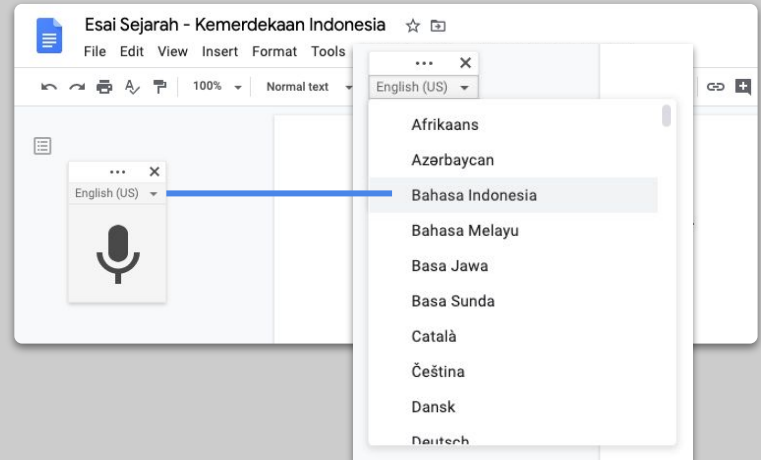 Esai Sejarah - Kemerdekaan Indonesia
File Edit View Insert Format Tools
100% Normal text
English (US)
English (US)
Afrikaans
Azərbaycan
Bahasa Indonesia
Bahasa Melayu
Basa Jawa
Basa Sunda
Català
Čeština
Dansk
Deutsch